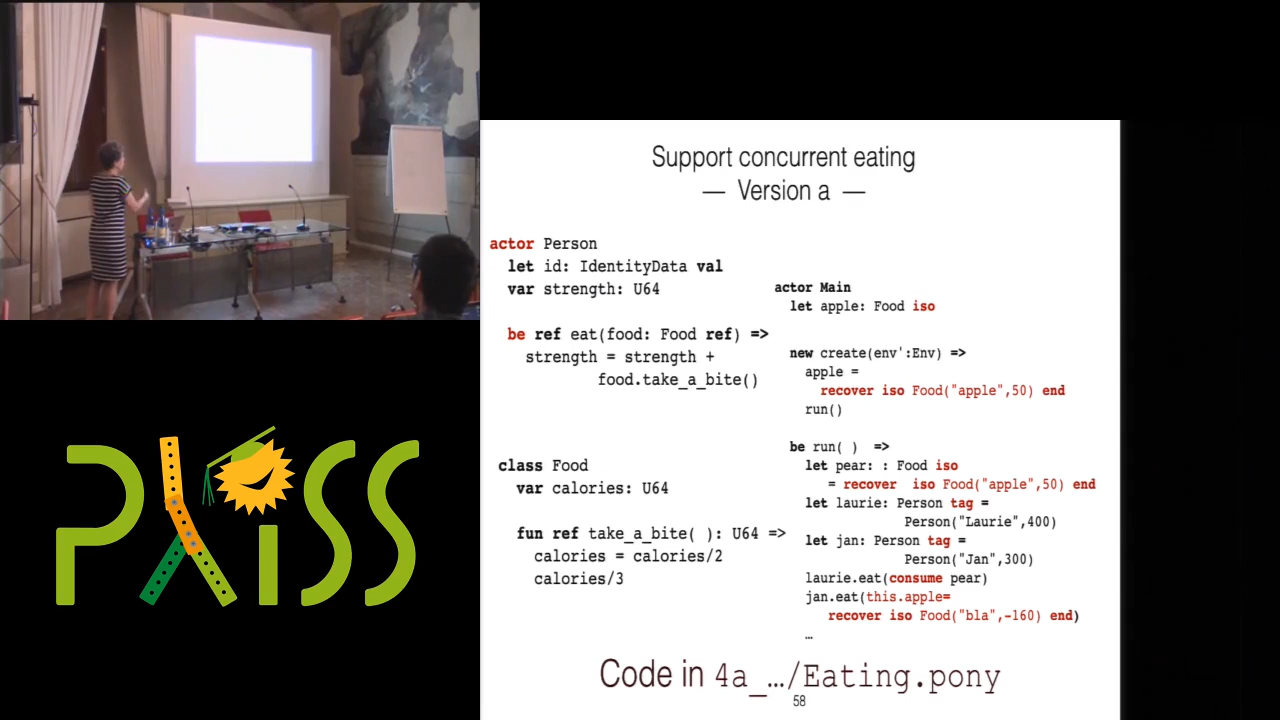 Support concurrent eating
— Version a —
actor Person
let id: IdentityData val
var strength: U64
be ref eat(food: Food ref) =>
strength = strength +
food.take_a_bite()
class Food
var calories: U64
fun ref take_a_bite( ): U64 =>
calories = calories/2
calories/3
actor Main
let apple: Food iso
new create(env':Env) =>
apple =
recover iso Food("apple",50) end
run()
be run( ) =>
let pear: : Food iso
= recover iso Food("apple",50) end
let laurie: Person tag =
Person("Laurie",400)
let jan: Person tag =
Person("Jan",300)
laurie.eat(consume pear)
jan.eat(this.apple=
recover iso Food("bla",-160) end)
…
Code in 4a_…/Eating.pony
58
PLISS